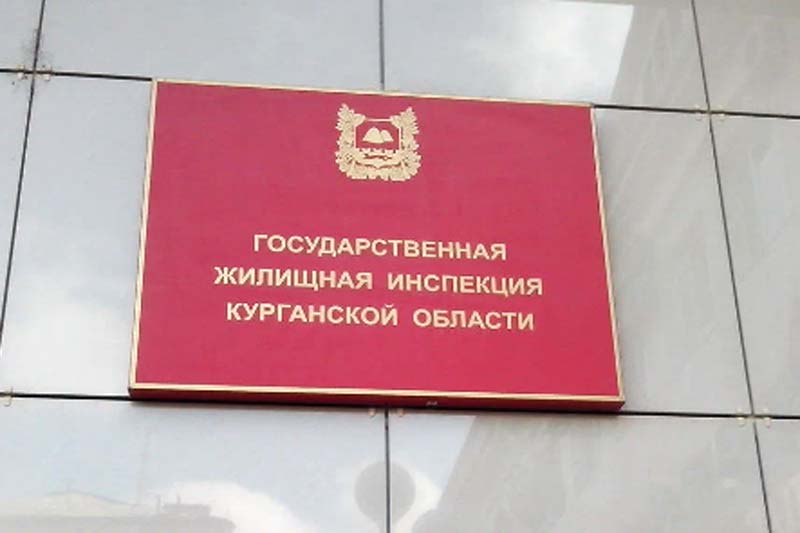 ГОСУДАРСТВЕННАЯ
ЖИЛИЩНАЯ ИНСПЕКЦИЯ
КУРГАНСКОЙ ОБЛАСТИ